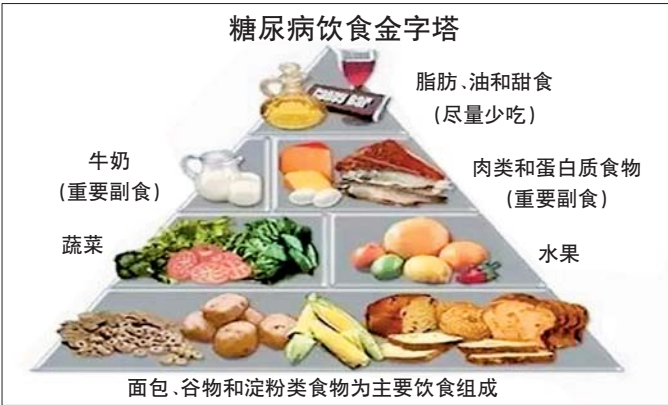 糖尿病饮食金字塔
脂肪、油和甜食
(尽量少吃)
牛奶
(重要副食)
肉类和蛋白质食物
(重要副食)
蔬菜
水果
面包、谷物和淀粉类食物为主要饮食组成